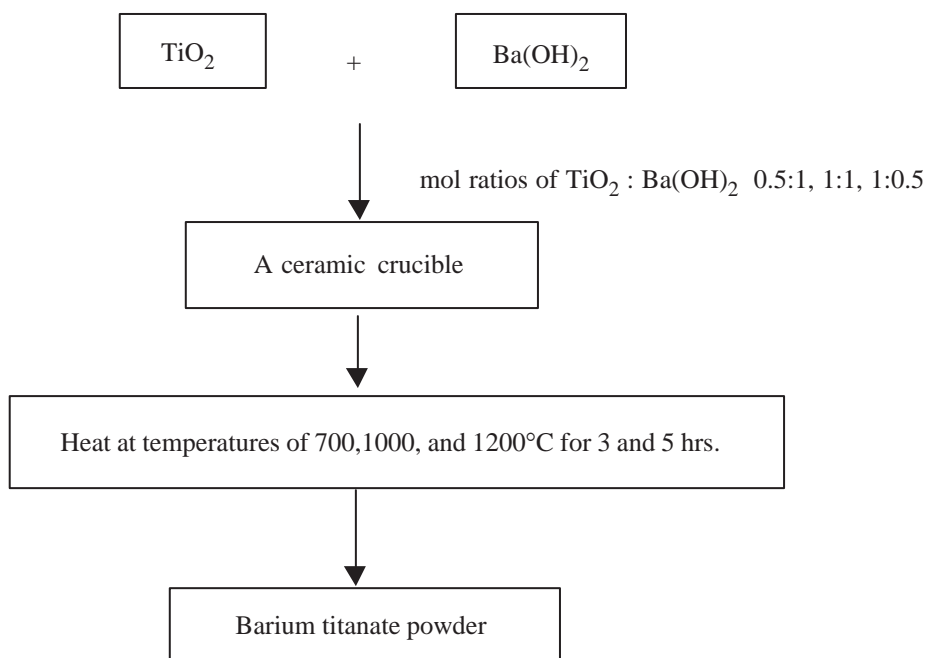 TiO2 + Ba(OH)2
mol ratios of TiO2 : Ba(OH)2 0.5:1, 1:1, 1:0.5
A ceramic crucible
Heat at temperatures of 700,1000, and 1200°C for 3 and 5 hrs.
Barium titanate powder